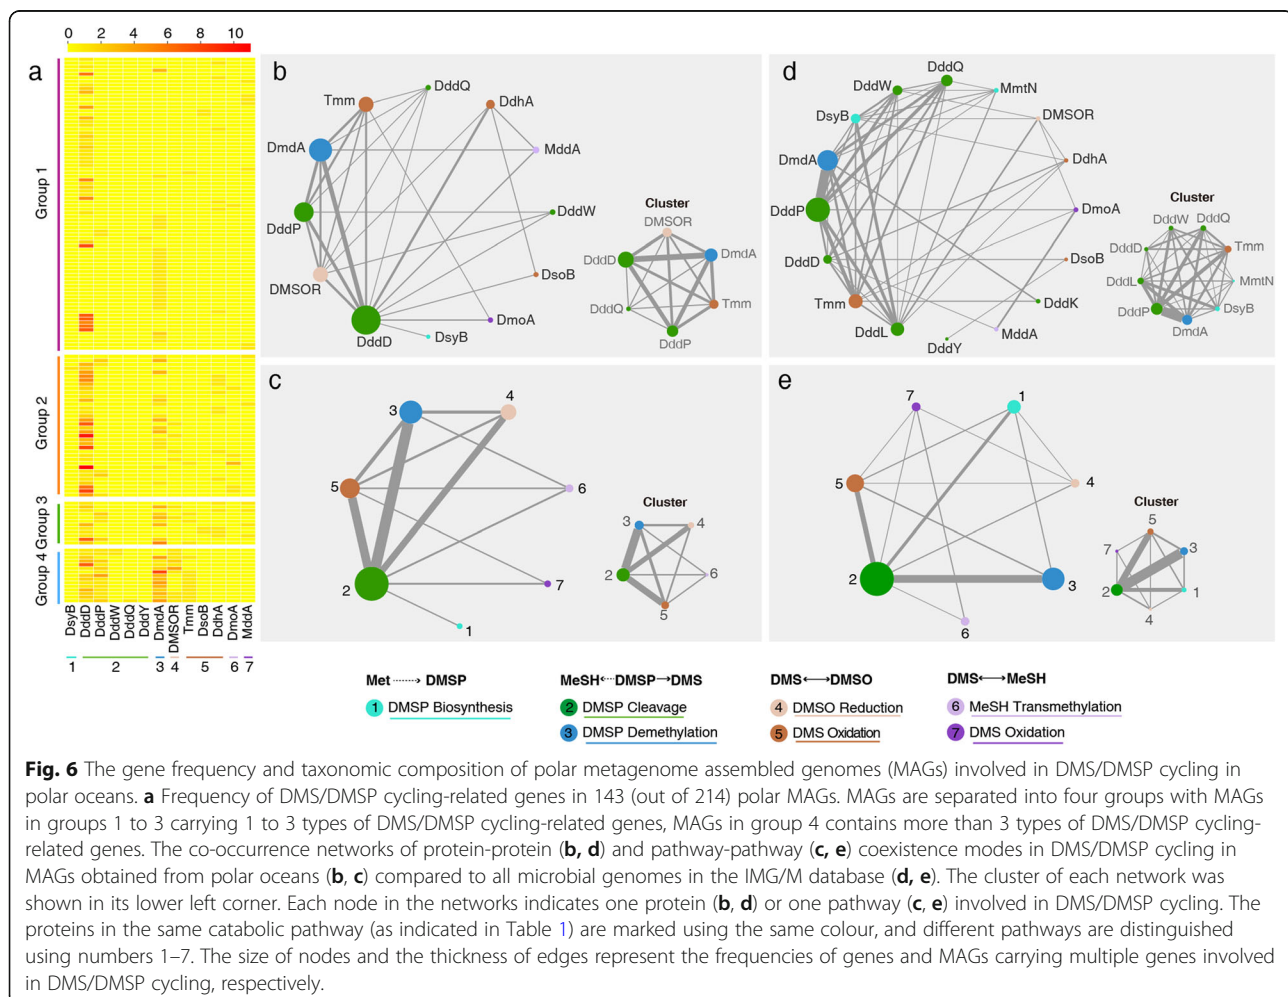 0 2 4 6 8 10
a
Group 1
Group 2
Group 3
Group 4
DsyB
DddD
DddP
DddW
DddQ
DddY
DmdA
DMSOR
Tmm
DsoB
DdhA
DmoA
MddA
1 2 3 4 5 6 7
b
DddQ
Tmm
DdhA
DmdA
MddA
DddP
DddW
DMSOR
DsoB
DddD
DsyB
DmoA
Cluster
DMSOR
DddD
DmdA
DddQ
Tmm
DddP
d
DddQ
DddW
MmtN
DsyB
DMSOR
DmdA
DdhA
DddP
DmoA
DddD
DsoB
Tmm
DddK
DddL
DddY
MddA
Cluster
DddW
DddQ
DddD
Tmm
DddL
MmtN
DddP
DsyB
DmdA
c
3
4
5
6
2
7
1
Cluster
3
4
2
6
5
e
7
1
5
4
2
3
6
Cluster
5
7
3
2
1
4
Met ┈→ DMSP
1 DMSP Biosynthesis
MeSH←┈DMSP→DMS
2 DMSP Cleavage
3 DMSP Demethylation
DMS⟷DMSO
4 DMSO Reduction
5 DMS Oxidation
DMS⟷MeSH
6 MeSH Transmethylation
7 DMS Oxidation
Fig. 6 The gene frequency and taxonomic composition of polar metagenome assembled genomes (MAGs) involved in DMS/DMSP cycling in
polar oceans. a Frequency of DMS/DMSP cycling-related genes in 143 (out of 214) polar MAGs. MAGs are separated into four groups with MAGs
in groups 1 to 3 carrying 1 to 3 types of DMS/DMSP cycling-related genes, MAGs in group 4 contains more than 3 types of DMS/DMSP cycling-
related genes. The co-occurrence networks of protein-protein (b, d) and pathway-pathway (c, e) coexistence modes in DMS/DMSP cycling in
MAGs obtained from polar oceans (b, c) compared to all microbial genomes in the IMG/M database (d, e). The cluster of each network was
shown in its lower left corner. Each node in the networks indicates one protein (b, d) or one pathway (c, e) involved in DMS/DMSP cycling. The
proteins in the same catabolic pathway (as indicated in Table 1) are marked using the same colour, and different pathways are distinguished
using numbers 1–7. The size of nodes and the thickness of edges represent the frequencies of genes and MAGs carrying multiple genes involved
in DMS/DMSP cycling, respectively.